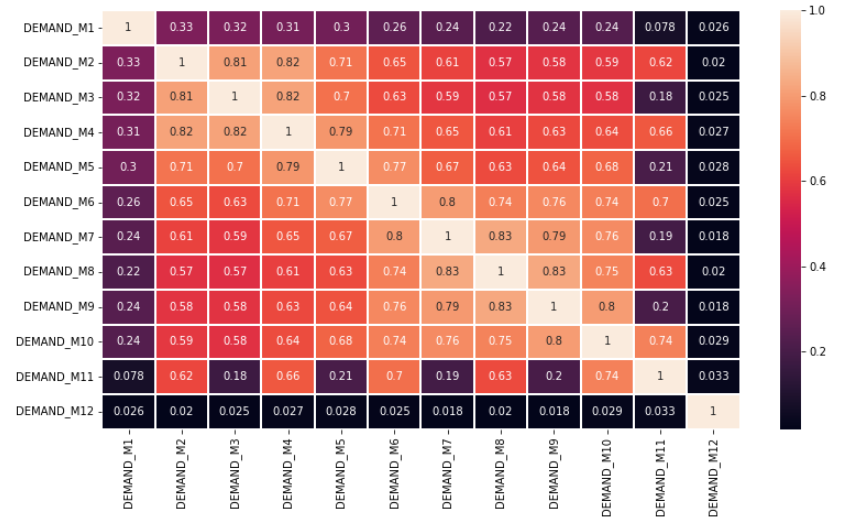 DEMAND_M1 1 0.33 0.32 0.31 0.3 0.26 0.24 0.22 0.24 0.24 0.078 0.026
DEMAND_M2 0.33 1 0.81 0.82 0.71 0.65 0.61 0.57 0.58 0.59 0.62 0.02
DEMAND_M3 0.32 0.81 1 0.82 0.7 0.63 0.59 0.57 0.58 0.58 0.18 0.025
DEMAND_M4 0.31 0.82 0.82 1 0.79 0.71 0.65 0.61 0.63 0.64 0.66 0.027
DEMAND_M5 0.3 0.71 0.7 0.79 1 0.77 0.67 0.63 0.64 0.68 0.21 0.028
DEMAND_M6 0.26 0.65 0.63 0.71 0.77 1 0.8 0.74 0.76 0.74 0.7 0.025
DEMAND_M7 0.24 0.61 0.59 0.65 0.67 0.8 1 0.83 0.79 0.76 0.19 0.018
DEMAND_M8 0.22 0.57 0.57 0.61 0.63 0.74 0.83 1 0.83 0.75 0.63 0.02
DEMAND_M9 0.24 0.58 0.58 0.63 0.64 0.76 0.79 0.83 1 0.8 0.2 0.018
DEMAND_M10 0.24 0.59 0.58 0.64 0.68 0.74 0.76 0.75 0.8 1 0.74 0.029
DEMAND_M11 0.078 0.62 0.18 0.66 0.21 0.7 0.19 0.63 0.2 0.74 1 0.033
DEMAND_M12 0.026 0.02 0.025 0.027 0.028 0.025 0.018 0.02 0.018 0.029 0.033 1
DEMAND_M1
DEMAND_M2
DEMAND_M3
DEMAND_M4
DEMAND_M5
DEMAND_M6
DEMAND_M7
DEMAND_M8
DEMAND_M9
DEMAND_M10
DEMAND_M11
DEMAND_M12
1.0
0.8
0.6
0.4
0.2